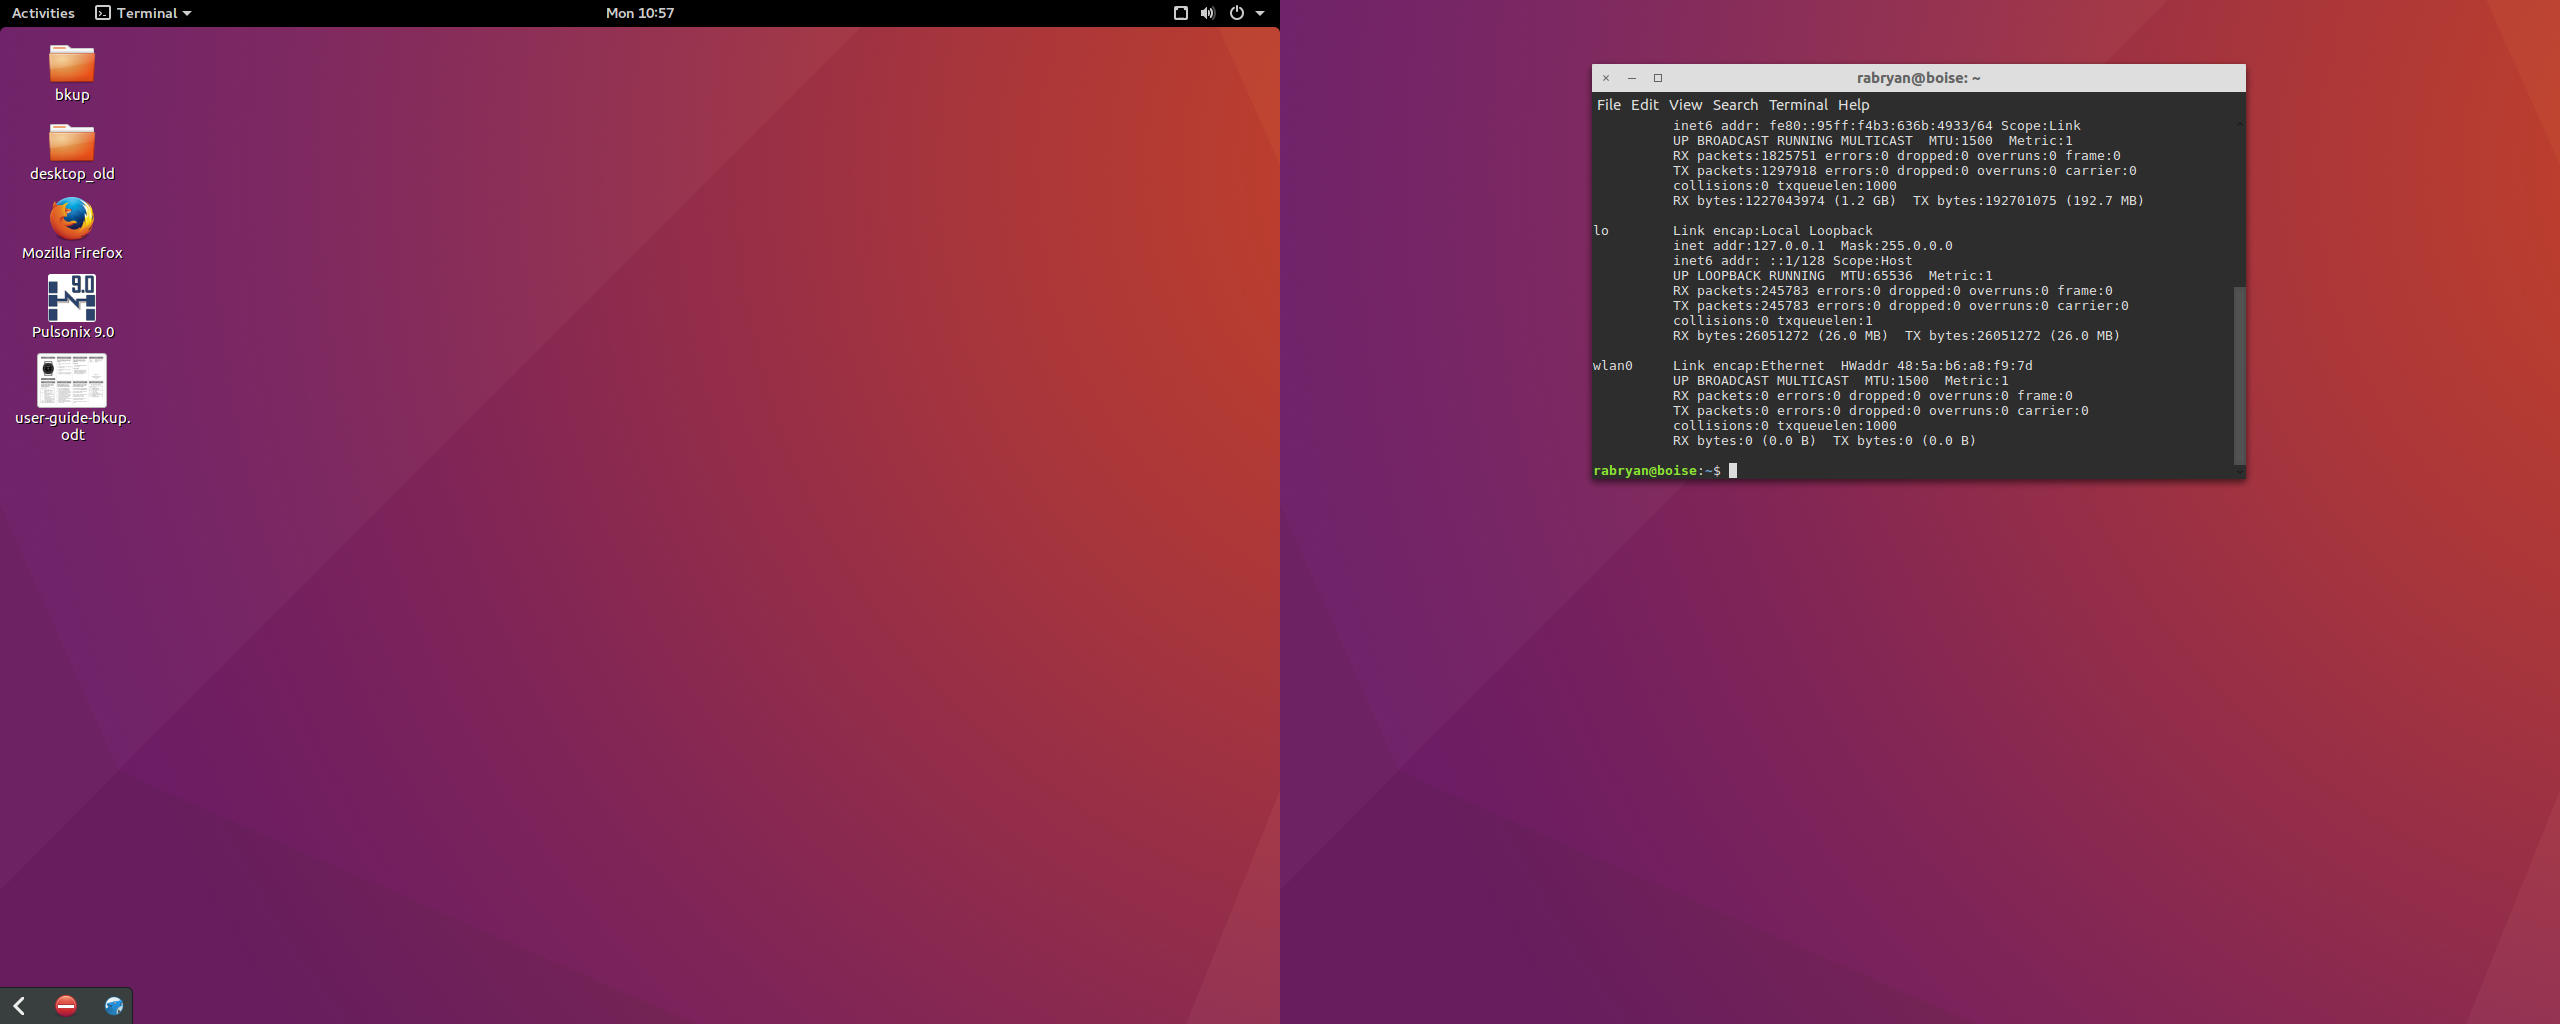 Activities Terminal Mon 10:57
bkup
desktop_old
Mozilla Firefox
9.0
Pulsonix 9.0
user-guide-bkup.
odt
rabryan@boise: ~
File Edit View Search Terminal Help
inet6 addr: fe80::95ff:f4b3:636b:4933/64 Scope:Link
UP BROADCAST RUNNING MULTICAST  MTU:1500  Metric:1
RX packets:1825751 errors:0 dropped:0 overruns:0 frame:0
TX packets:1297918 errors:0 dropped:0 overruns:0 carrier:0
collisions:0 txqueuelen:1000
RX bytes:1227043974 (1.2 GB)  TX bytes:192701075 (192.7 MB)
lo        Link encap:Local Loopback
inet addr:127.0.0.1  Mask:255.0.0.0
inet6 addr: ::1/128 Scope:Host
UP LOOPBACK RUNNING  MTU:65536  Metric:1
RX packets:245783 errors:0 dropped:0 overruns:0 frame:0
TX packets:245783 errors:0 dropped:0 overruns:0 carrier:0
collisions:0 txqueuelen:1
RX bytes:26051272 (26.0 MB)  TX bytes:26051272 (26.0 MB)
wlan0     Link encap:Ethernet  HWaddr 48:5a:b6:a8:f9:7d
UP BROADCAST MULTICAST  MTU:1500  Metric:1
RX packets:0 errors:0 dropped:0 overruns:0 frame:0
TX packets:0 errors:0 dropped:0 overruns:0 carrier:0
collisions:0 txqueuelen:1000
RX bytes:0 (0.0 B)  TX bytes:0 (0.0 B)
rabryan@boise:~$